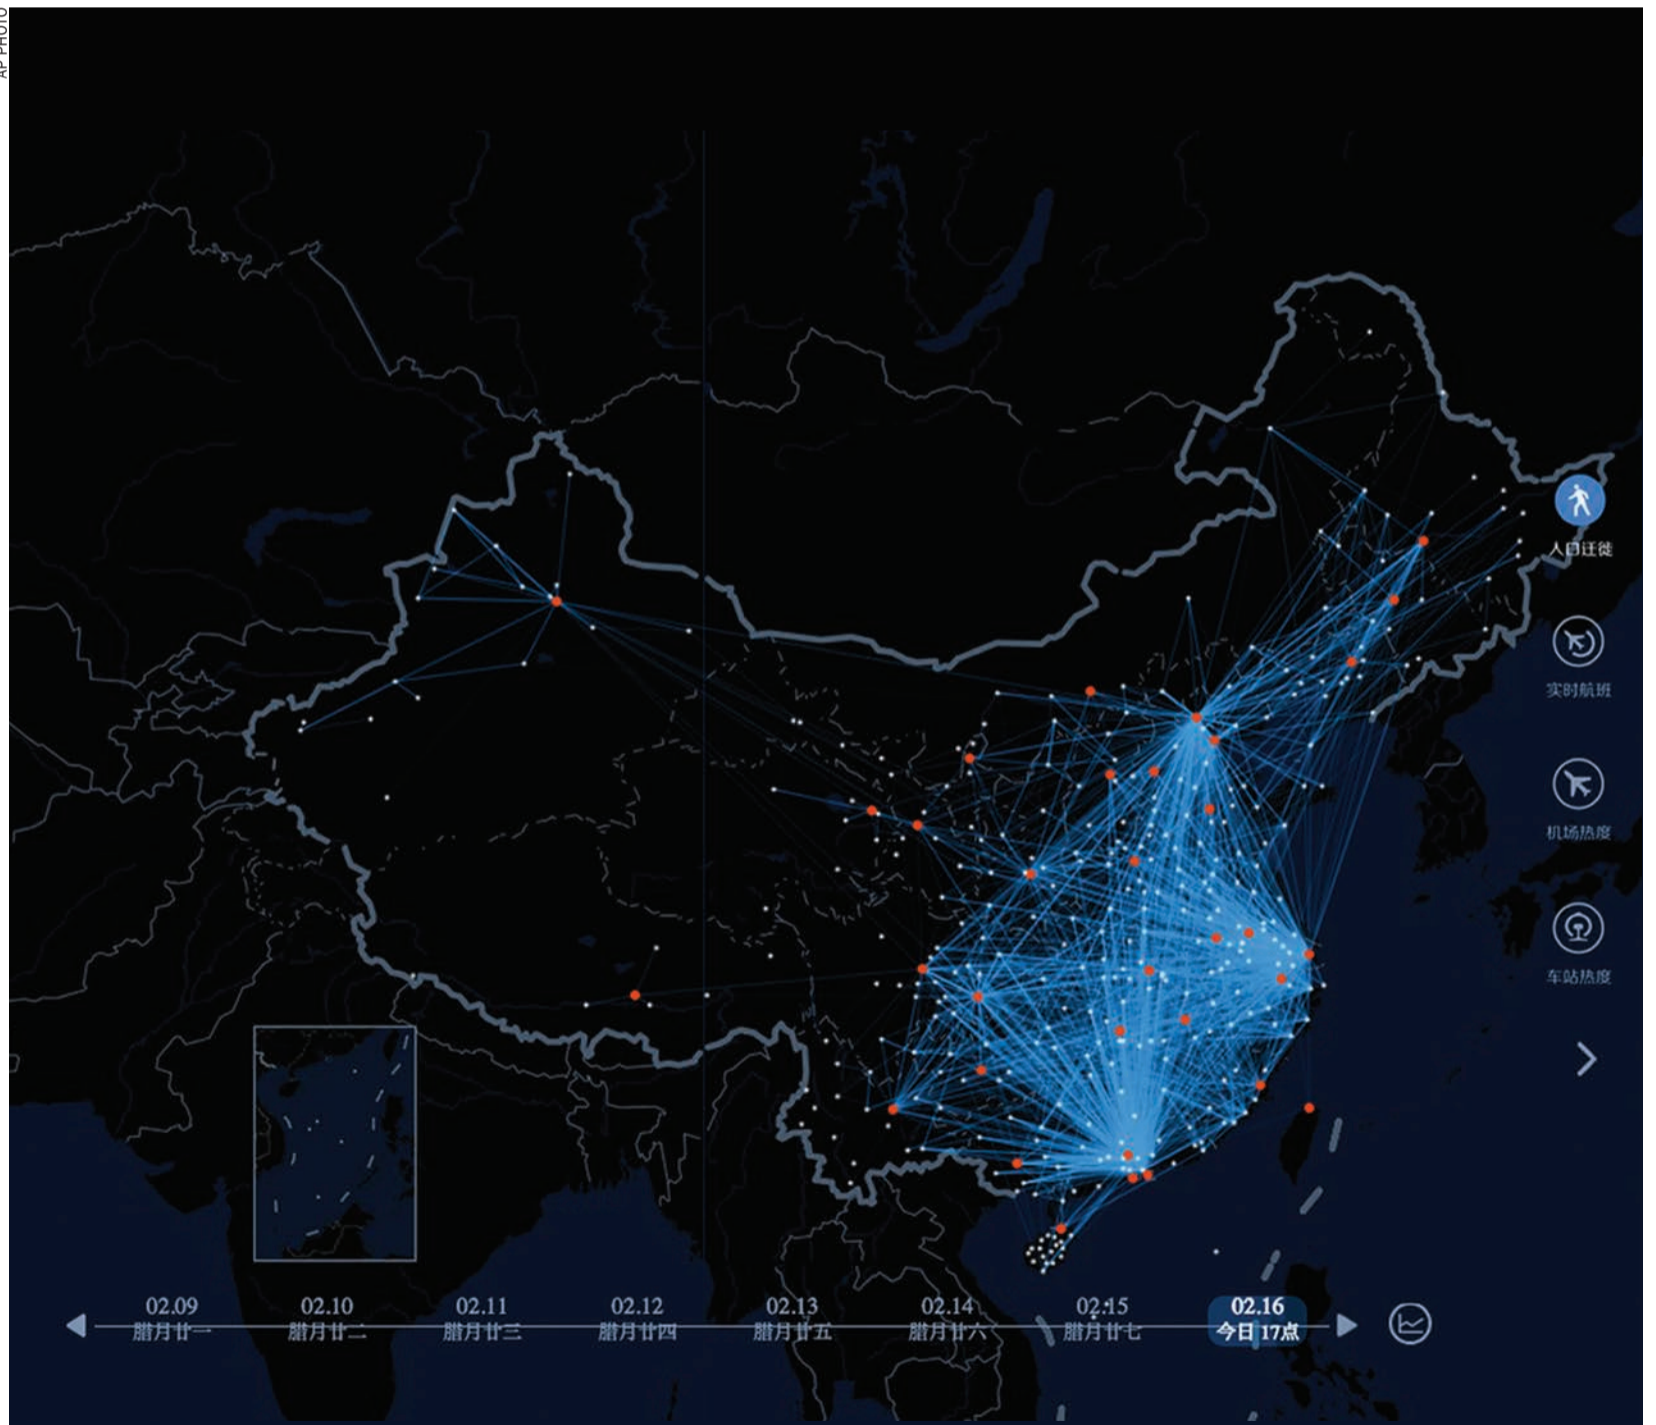 AP PHOTO
人口迁徙
实时航班
机场热度
车站热度
02.09
腊月廿一
02.10
腊月廿二
02.11
腊月廿三
02.12
腊月廿四
02.13
腊月廿五
02.14
腊月廿六
02.15
腊月廿七
02.16
今日 17点